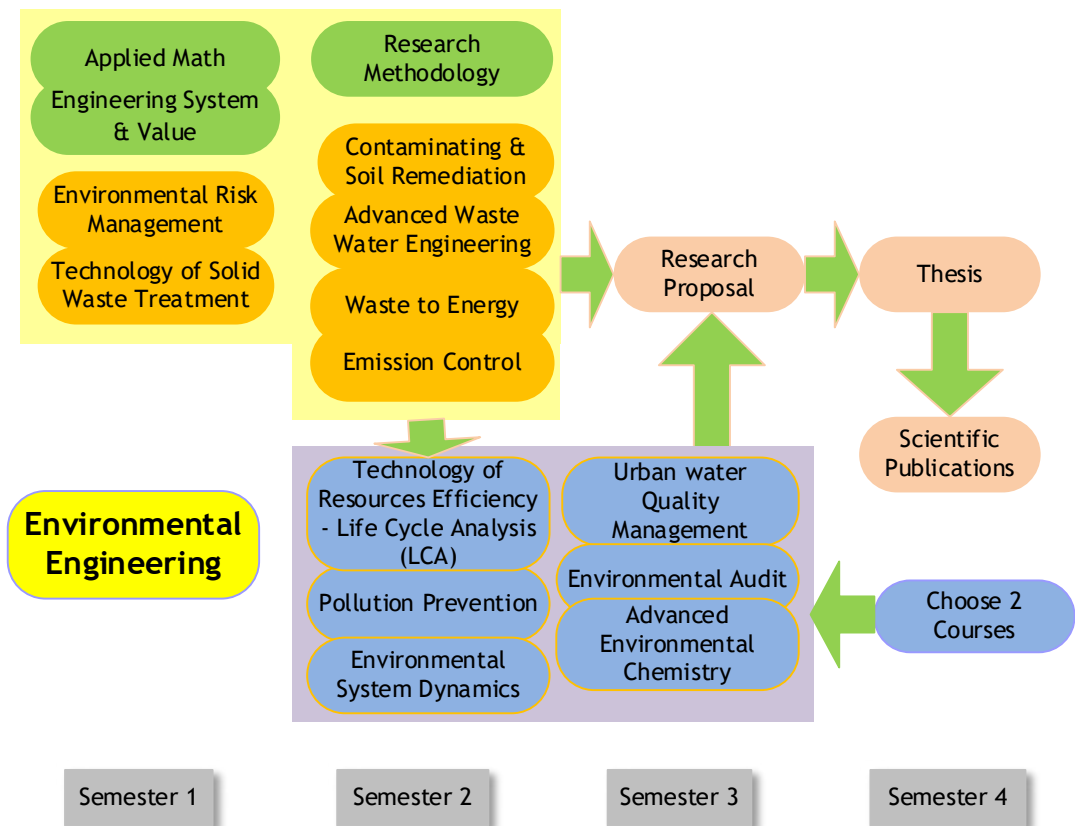 Applied Math
Engineering System
& Value
Environmental Risk
Management
Technology of Solid
Waste Treatment
Research
Methodology
Contaminating &
Soil Remediation
Advanced Waste
Water Engineering
Waste to Energy
Emission Control
Research
Proposal
Thesis
Scientific
Publications
Environmental
Engineering
Technology of
Resources Efficiency
- Life Cycle Analysis
(LCA)
Pollution Prevention
Environmental
System Dynamics
Urban water
Quality
Management
Environmental Audit
Advanced
Environmental
Chemistry
Choose 2
Courses
Semester 1
Semester 2
Semester 3
Semester 4